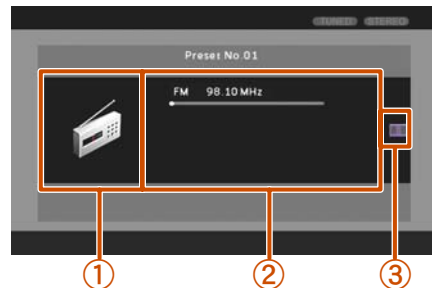 TUNED STEREO
Preset No.01
FM 98.10 MHz
① ② ③